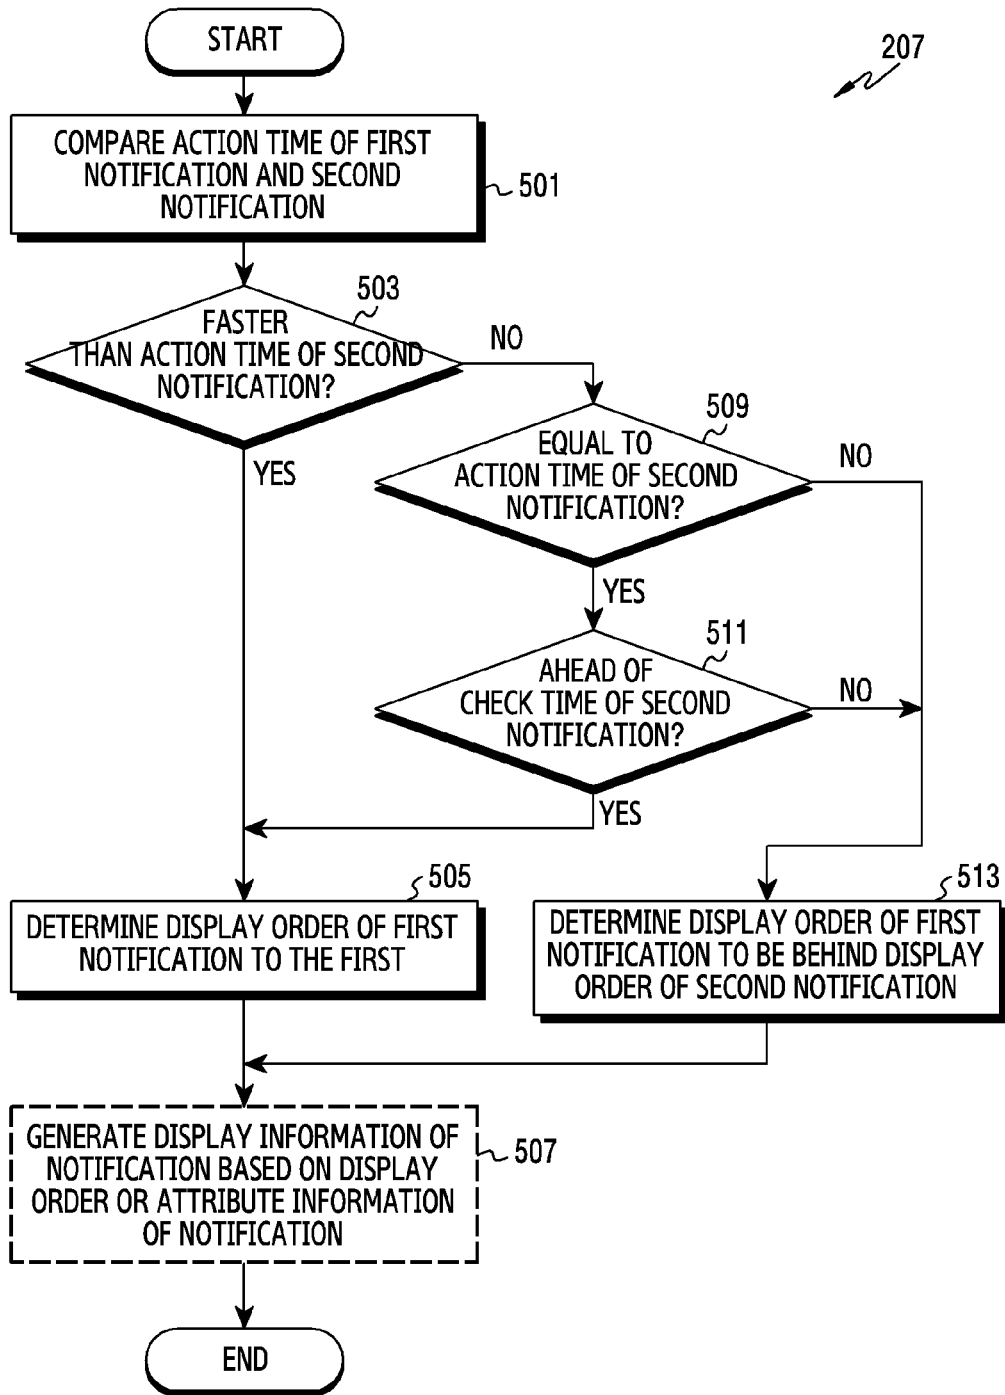 START
207
COMPARE ACTION TIME OF FIRST
NOTIFICATION AND SECOND
NOTIFICATION
501
503
FASTER
THAN ACTION TIME OF SECOND
NOTIFICATION?
NO
YES
509
EQUAL TO
ACTION TIME OF SECOND
NOTIFICATION?
NO
YES
511
AHEAD OF
CHECK TIME OF SECOND
NOTIFICATION?
NO
YES
505
DETERMINE DISPLAY ORDER OF FIRST
NOTIFICATION TO THE FIRST
513
DETERMINE DISPLAY ORDER OF FIRST
NOTIFICATION TO BE BEHIND DISPLAY
ORDER OF SECOND NOTIFICATION
GENERATE DISPLAY INFORMATION OF
NOTIFICATION BASED ON DISPLAY
ORDER OR ATTRIBUTE INFORMATION
OF NOTIFICATION
507
END